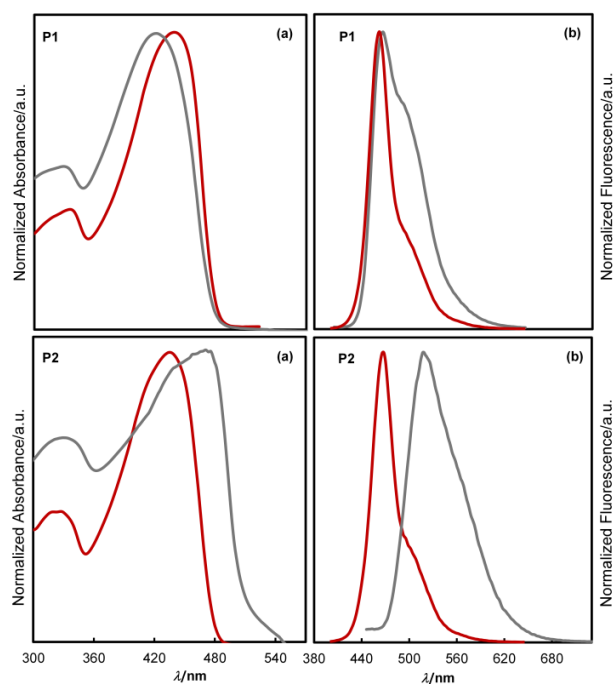 P1 (a)
P1 (b)
Normalized Absorbance/a.u.
Normalized Fluorescence/a.u.
P2 (a)
P2 (b)
Normalized Absorbance/a.u.
Normalized Fluorescence/a.u.
300 360 420 480 540
380 440 500 560 620 680
λ/nm
λ/nm